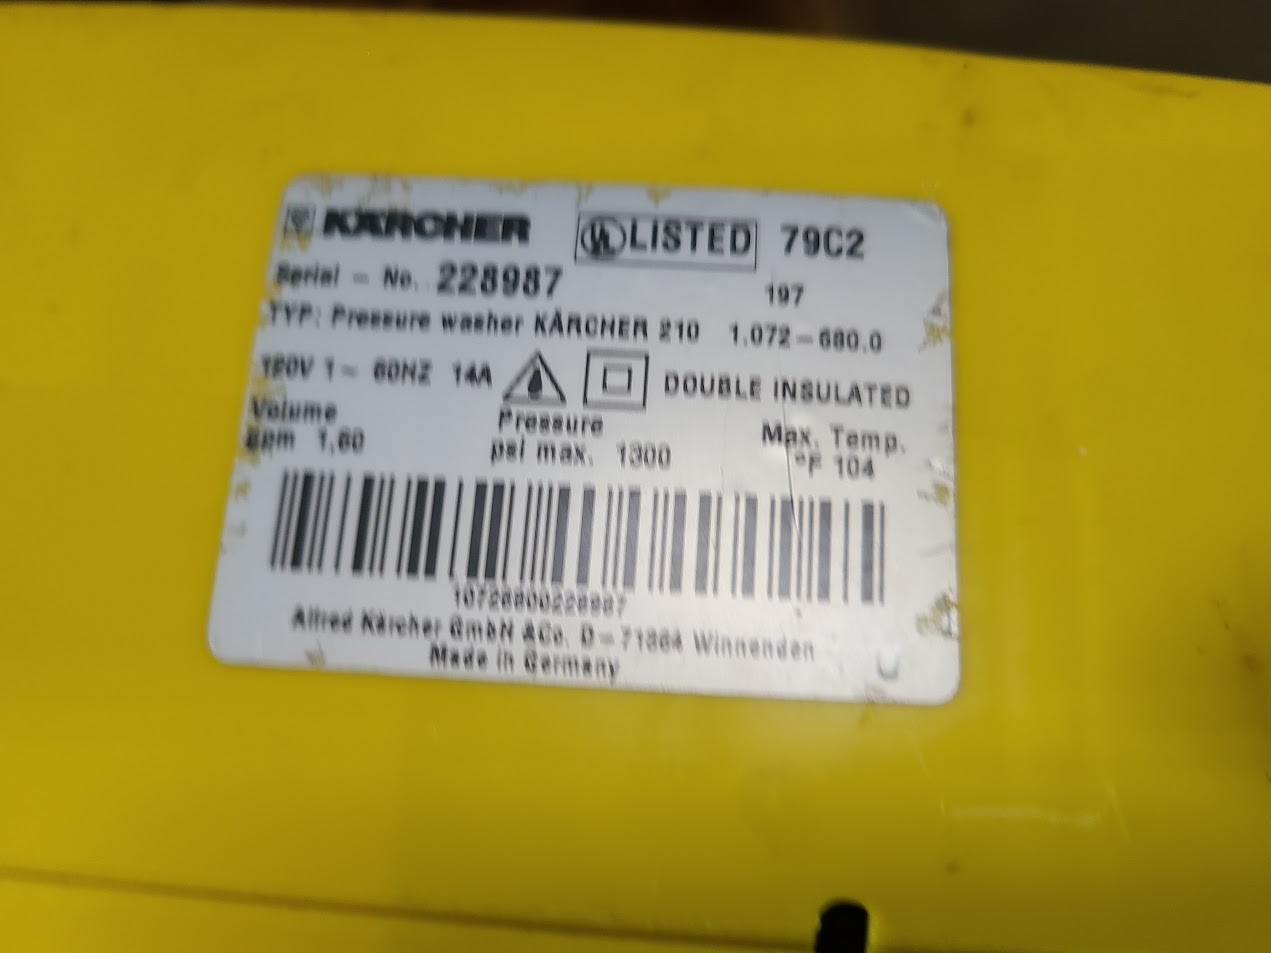 KÄRCHER UL LISTED 79C2
Serial - No. 228987 197
TYP: Pressure washer KÄRCHER 210 1.072-680.0
120V 1~ 60HZ 14A DOUBLE INSULATED
Volume Pressure Max. Temp.
gpm 1,60 psi max. 1300 °F 104
10726800228987
Alfred Kärcher GmbH &Co. D-71364 Winnenden
Made in Germany